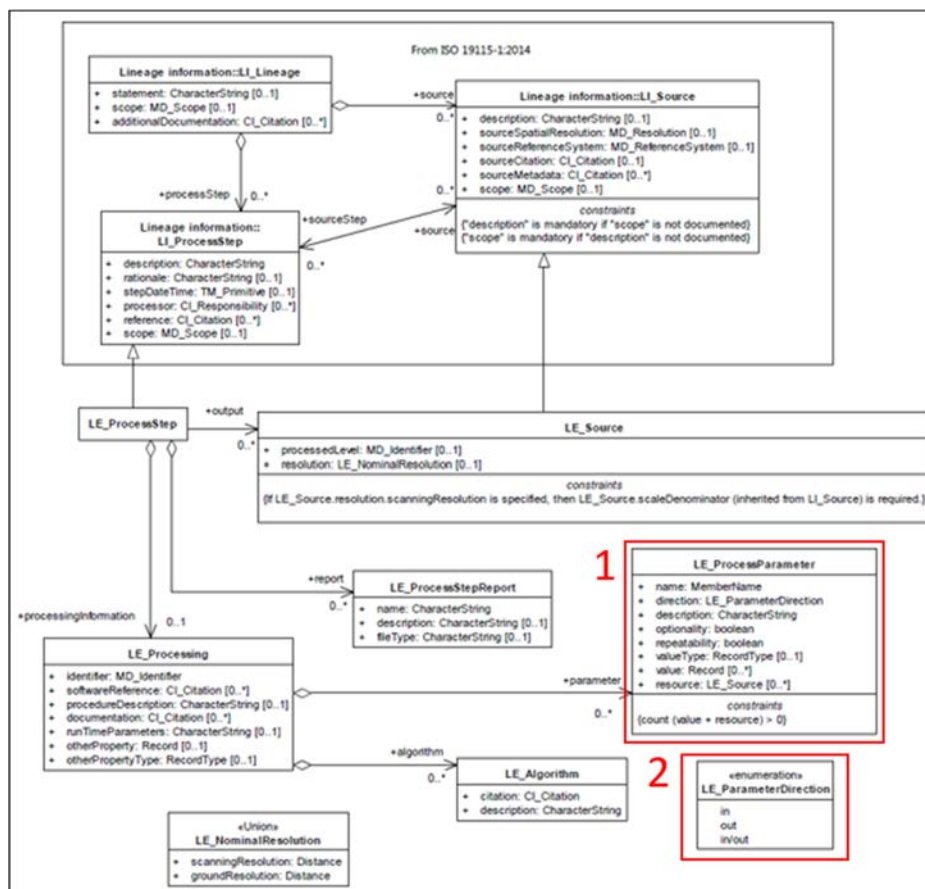 From ISO 19115-1:2014
Lineage information::LI_Lineage
+ statement: CharacterString [0..1]
+ scope: MD_Scope [0..1]
+ additionalDocumentation: CI_Citation [0..*]
+source
0..*
Lineage information::LI_Source
+ description: CharacterString [0..1]
+ sourceSpatialResolution: MD_Resolution [0..1]
+ sourceReferenceSystem: MD_ReferenceSystem [0..1]
+ sourceCitation: CI_Citation [0..1]
+ sourceMetadata: CI_Citation [0..*]
+ scope: MD_Scope [0..1]
constraints
{"description" is mandatory if "scope" is not documented}
{"scope" is mandatory if "description" is not documented}
+processStep
0..*
+sourceStep
0..*
0..*
+source
Lineage information::
LI_ProcessStep
+ description: CharacterString
+ rationale: CharacterString [0..1]
+ stepDateTime: TM_Primitive [0..1]
+ processor: CI_Responsibility [0..*]
+ reference: CI_Citation [0..*]
+ scope: MD_Scope [0..1]
LE_ProcessStep
+output
0..*
LE_Source
+ processedLevel: MD_Identifier [0..1]
+ resolution: LE_NominalResolution [0..1]
constraints
{If LE_Source.resolution.scanningResolution is specified, then LE_Source.scaleDenominator (inherited from LI_Source) is required.}
+report
0..*
LE_ProcessStepReport
+ name: CharacterString
+ description: CharacterString [0..1]
+ fileType: CharacterString [0..1]
1
LE_ProcessParameter
+ name: MemberName
+ direction: LE_ParameterDirection
+ description: CharacterString
+ optionality: boolean
+ repeatability: boolean
+ valueType: RecordType [0..1]
+ value: Record [0..*]
+ resource: LE_Source [0..*]
constraints
{count (value + resource) > 0}
+processingInformation
0..1
LE_Processing
+ identifier: MD_Identifier
+ softwareReference: CI_Citation [0..*]
+ procedureDescription: CharacterString [0..1]
+ documentation: CI_Citation [0..*]
+ runTimeParameters: CharacterString [0..1]
+ otherProperty: Record [0..1]
+ otherPropertyType: RecordType [0..1]
+parameter
0..*
+algorithm
0..*
LE_Algorithm
+ citation: CI_Citation
+ description: CharacterString
2
«enumeration»
LE_ParameterDirection
in
out
in/out
«Union»
LE_NominalResolution
+ scanningResolution: Distance
+ groundResolution: Distance